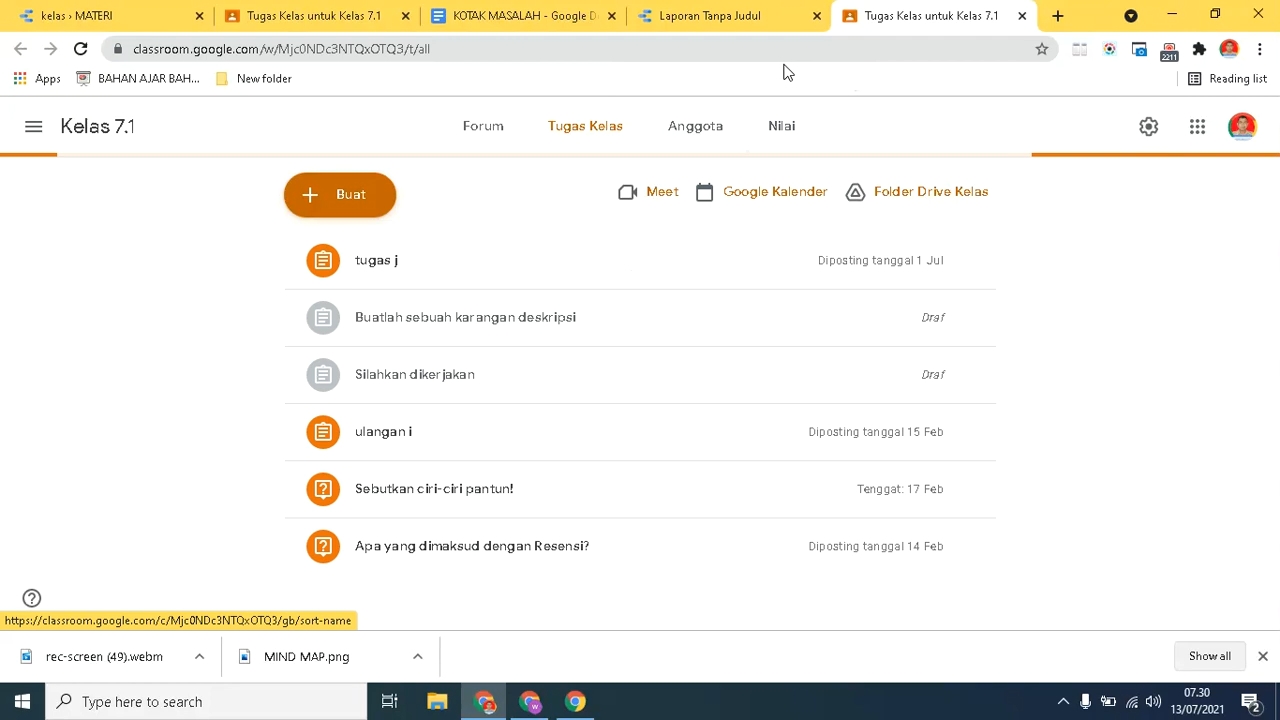 kelas › MATERI
Tugas Kelas untuk Kelas 7.1
KOTAK MASALAH - Google D
Laporan Tanpa Judul
Tugas Kelas untuk Kelas 7.1
classroom.google.com/w/Mjc0NDc3NTQxOTQ3/t/all
2211
Apps
BAHAN AJAR BAH...
New folder
Reading list
Kelas 7.1
Forum
Tugas Kelas
Anggota
Nilai
Buat
Meet
Google Kalender
Folder Drive Kelas
tugas j
Diposting tanggal 1 Jul
Buatlah sebuah karangan deskripsi
Draf
Silahkan dikerjakan
Draf
ulangan i
Diposting tanggal 15 Feb
Sebutkan ciri-ciri pantun!
Tenggat: 17 Feb
Apa yang dimaksud dengan Resensi?
Diposting tanggal 14 Feb
https://classroom.google.com/c/Mjc0NDc3NTQxOTQ3/gb/sort-name
rec-screen (49).webm
MIND MAP.png
Show all
Type here to search
07.30
13/07/2021
2